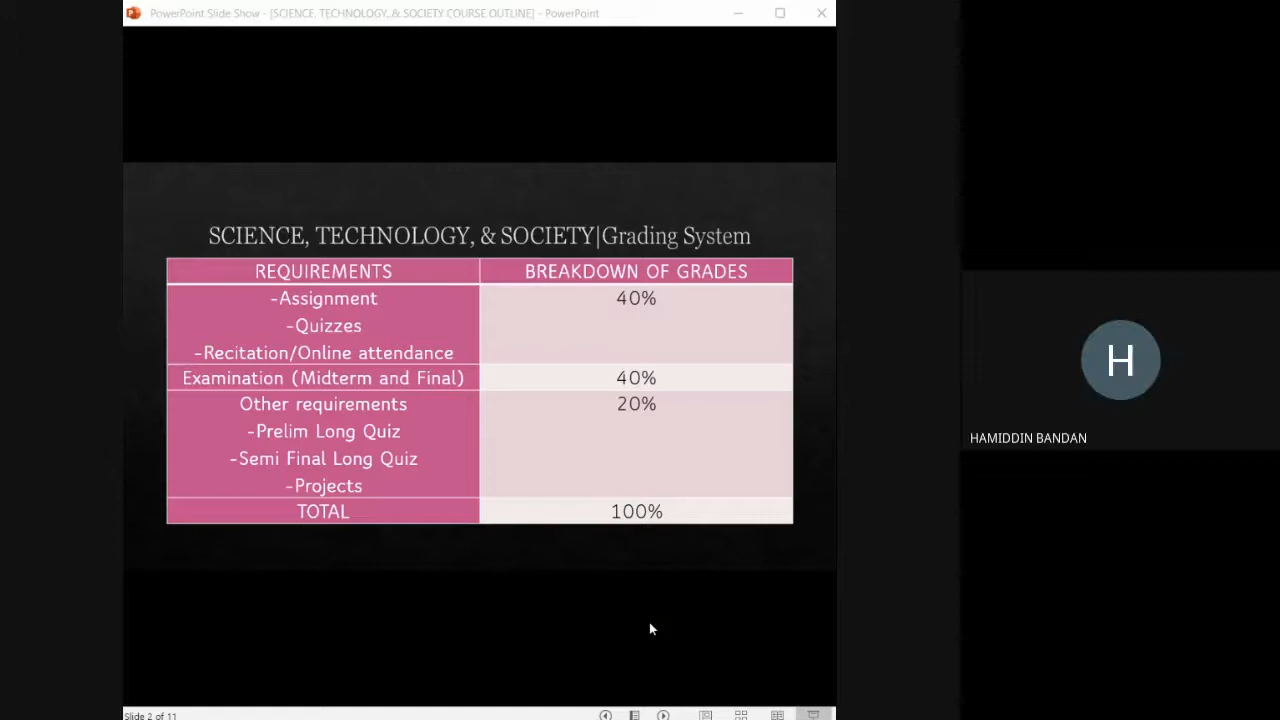 PowerPoint Slide Show - [SCIENCE, TECHNOLOGY, & SOCIETY COURSE OUTLINE] - PowerPoint
SCIENCE, TECHNOLOGY, & SOCIETY|Grading System
REQUIREMENTS BREAKDOWN OF GRADES
-Assignment 40%
-Quizzes
-Recitation/Online attendance
Examination (Midterm and Final) 40%
Other requirements 20%
-Prelim Long Quiz
-Semi Final Long Quiz
-Projects
TOTAL 100%
H
HAMIDDIN BANDAN
Slide 2 of 11